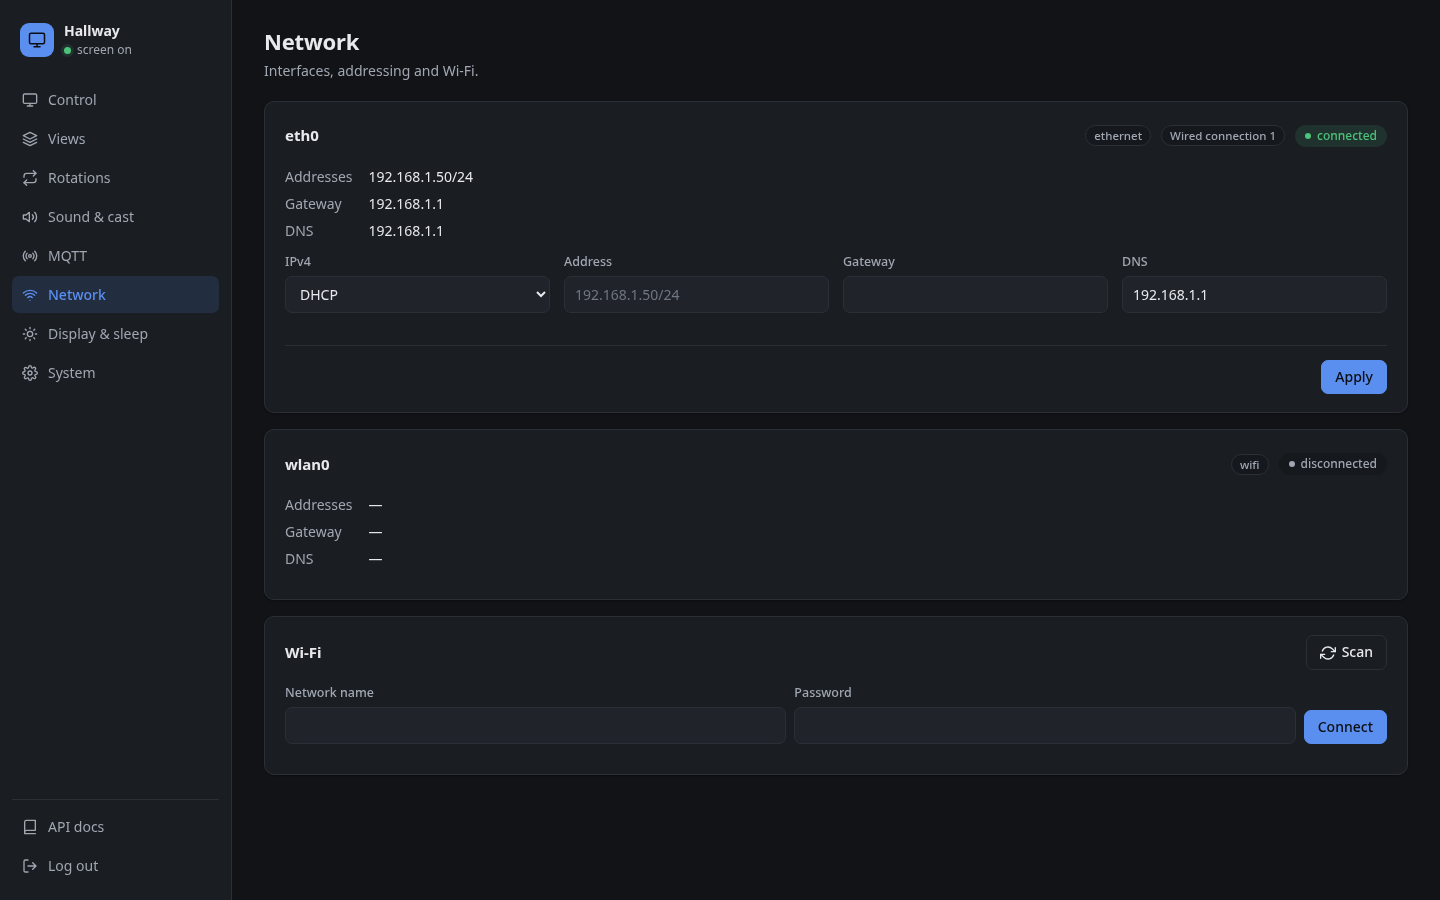 Hallway
screen on
Control
Views
Rotations
Sound & cast
MQTT
Network
Display & sleep
System
API docs
Log out
Network
Interfaces, addressing and Wi-Fi.
eth0
ethernet
Wired connection 1
connected
Addresses 192.168.1.50/24
Gateway 192.168.1.1
DNS 192.168.1.1
IPv4 Address Gateway DNS
DHCP 192.168.1.50/24 192.168.1.1
Apply
wlan0
wifi
disconnected
Addresses —
Gateway —
DNS —
Wi-Fi
Scan
Network name Password
Connect